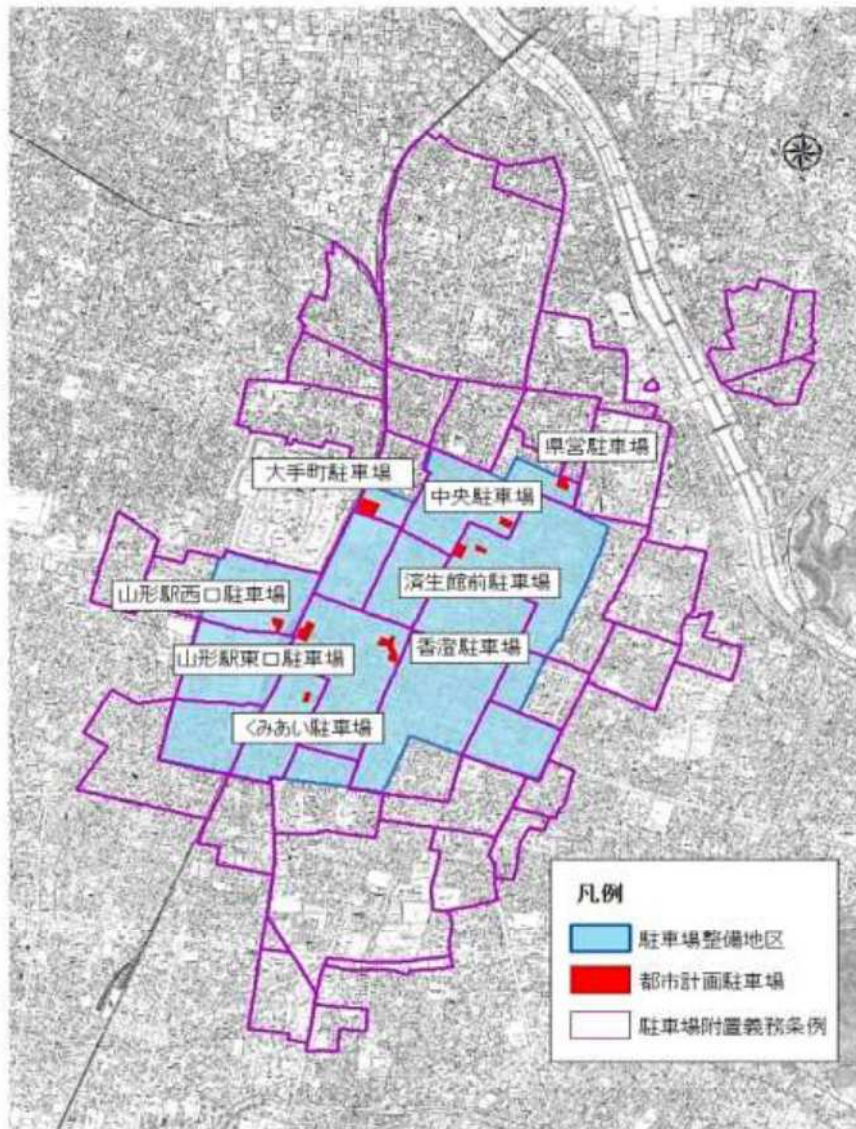 県営駐車場
大手町駐車場
中央駐車場
済生館前駐車場
山形駅西口駐車場
香澄駐車場
山形駅東口駐車場
くみあい駐車場
凡例
駐車場整備地区
都市計画駐車場
駐車場附置義務条例